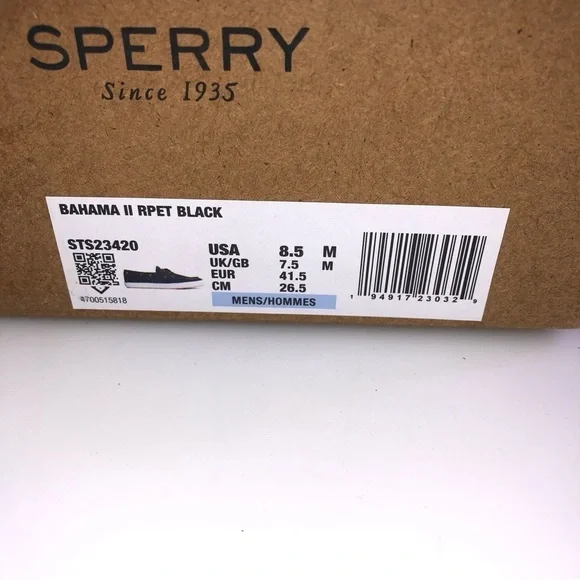 SPERRY
Since 1935
BAHAMA II RPET BLACK
STS23420
4700515818
USA 8.5 M
UK/GB 7.5 M
EUR 41.5
CM 26.5
MENS/HOMMES
1 94917 23032 9